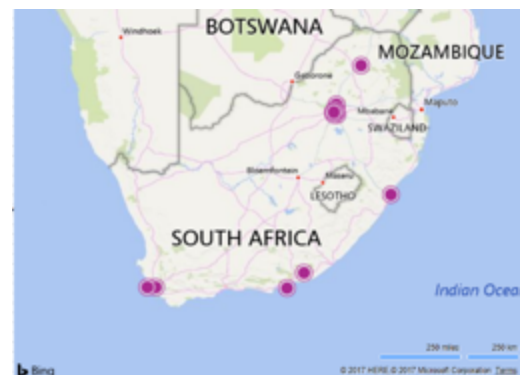 BOTSWANA
Windhoek
MOZAMBIQUE
Gaborone
Mbabane
Maputo
SWAZILAND
Bloemfontein
Maseru
LESOTHO
SOUTH AFRICA
Indian Ocea
250 miles 250 km
Bing
© 2017 HERE © 2017 Microsoft Corporation Terms